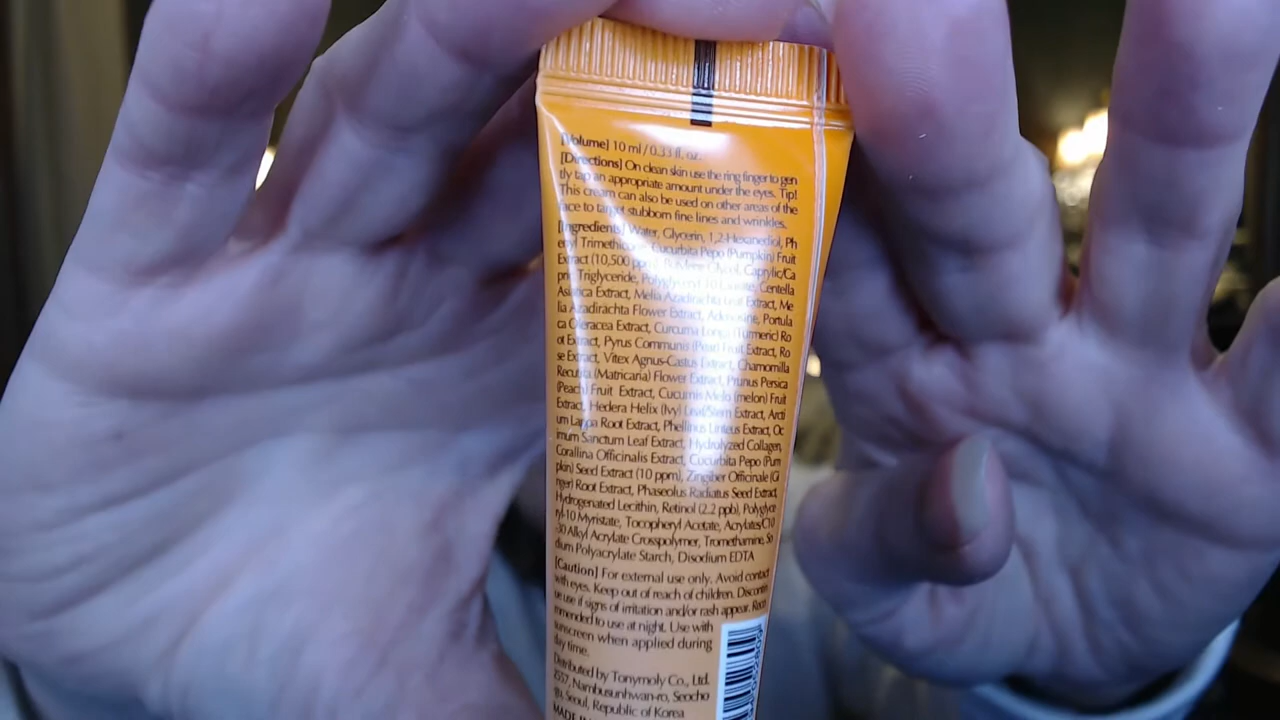 [Volume] 10 ml / 0.33 fl. oz.
[Directions] On clean skin use the ring finger to gen
tly tap an appropriate amount under the eyes. Tip!
This cream can also be used on other areas of the
face to target stubborn fine lines and wrinkles.
[Ingredients] Water, Glycerin, 1,2-Hexanediol, Ph
enyl Trimethicone, Cucurbita Pepo (Pumpkin) Fruit
Extract (10,500 ppm), Butylene Glycol, Caprylic/Ca
pric Triglyceride, Polyglyceryl-10 Laurate, Centella
Asiatica Extract, Melia Azadirachta Leaf Extract, Me
lia Azadirachta Flower Extract, Adenosine, Portula
ca Oleracea Extract, Curcuma Longa (Turmeric) Ro
ot Extract, Pyrus Communis (Pear) Fruit Extract, Ro
se Extract, Vitex Agnus-Castus Extract, Chamomilla
Recutita (Matricaria) Flower Extract, Prunus Persica
(Peach) Fruit Extract, Cucumis Melo (melon) Fruit
Extract, Hedera Helix (Ivy) Leaf/Stem Extract, Arcti
um Lappa Root Extract, Phellinus Linteus Extract, Oc
imum Sanctum Leaf Extract, Hydrolyzed Collagen,
Corallina Officinalis Extract, Cucurbita Pepo (Pum
pkin) Seed Extract (10 ppm), Zingiber Officinale (Gi
nger) Root Extract, Phaseolus Radiatus Seed Extract,
Hydrogenated Lecithin, Retinol (2.2 ppb), Polyglyce
ryl-10 Myristate, Tocopheryl Acetate, Acrylates/C10
-30 Alkyl Acrylate Crosspolymer, Tromethamine, So
dium Polyacrylate Starch, Disodium EDTA
[Caution] For external use only. Avoid contact
with eyes. Keep out of reach of children. Discontin
ue use if signs of irritation and/or rash appear. Reco
mmended to use at night. Use with
sunscreen when applied during
day time.
Distributed by Tonymoly Co., Ltd.
2557, Nambusunhwan-ro, Seocho
Seoul, Republic of Korea
MADE IN